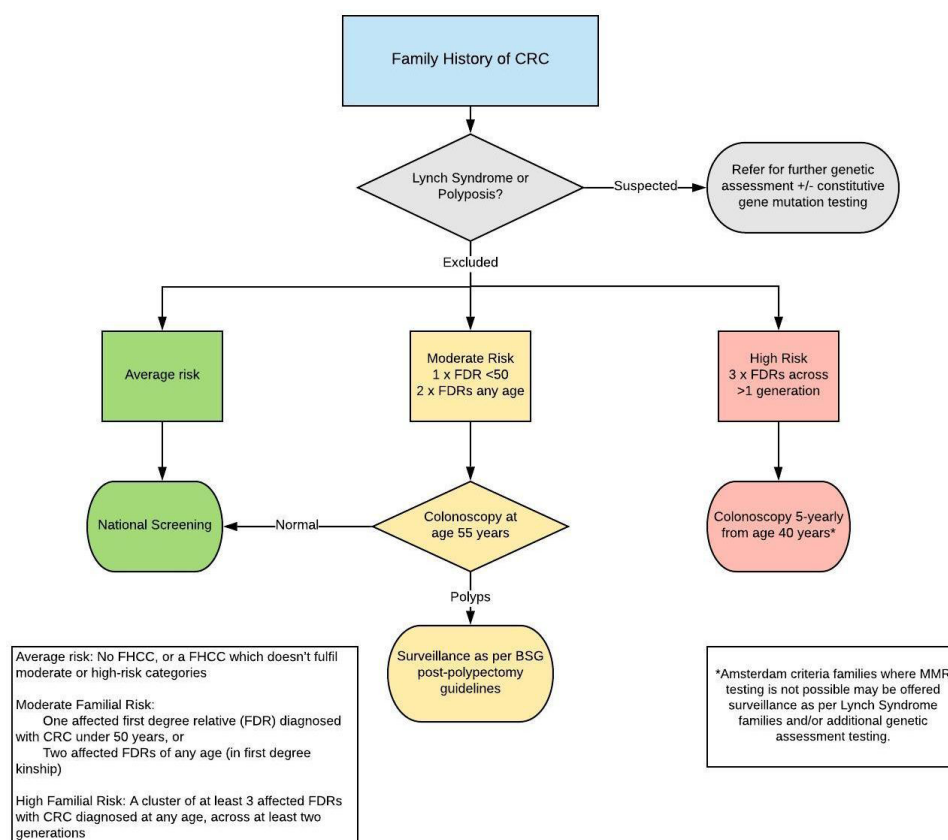 Family History of CRC
Lynch Syndrome or
Polyposis?
Suspected
Refer for further genetic
assessment +/- constitutive
gene mutation testing
Excluded
Average risk
Moderate Risk
1 x FDR <50
2 x FDRs any age
High Risk
3 x FDRs across
>1 generation
National Screening
Normal
Colonoscopy at
age 55 years
Colonoscopy 5-yearly
from age 40 years*
Polyps
Surveillance as per BSG
post-polypectomy
guidelines
Average risk: No FHCC, or a FHCC which doesn't fulfil
moderate or high-risk categories
Moderate Familial Risk:
One affected first degree relative (FDR) diagnosed
with CRC under 50 years, or
Two affected FDRs of any age (in first degree
kinship)
High Familial Risk: A cluster of at least 3 affected FDRs
with CRC diagnosed at any age, across at least two
generations
*Amsterdam criteria families where MMR
testing is not possible may be offered
surveillance as per Lynch Syndrome
families and/or additional genetic
assessment testing.